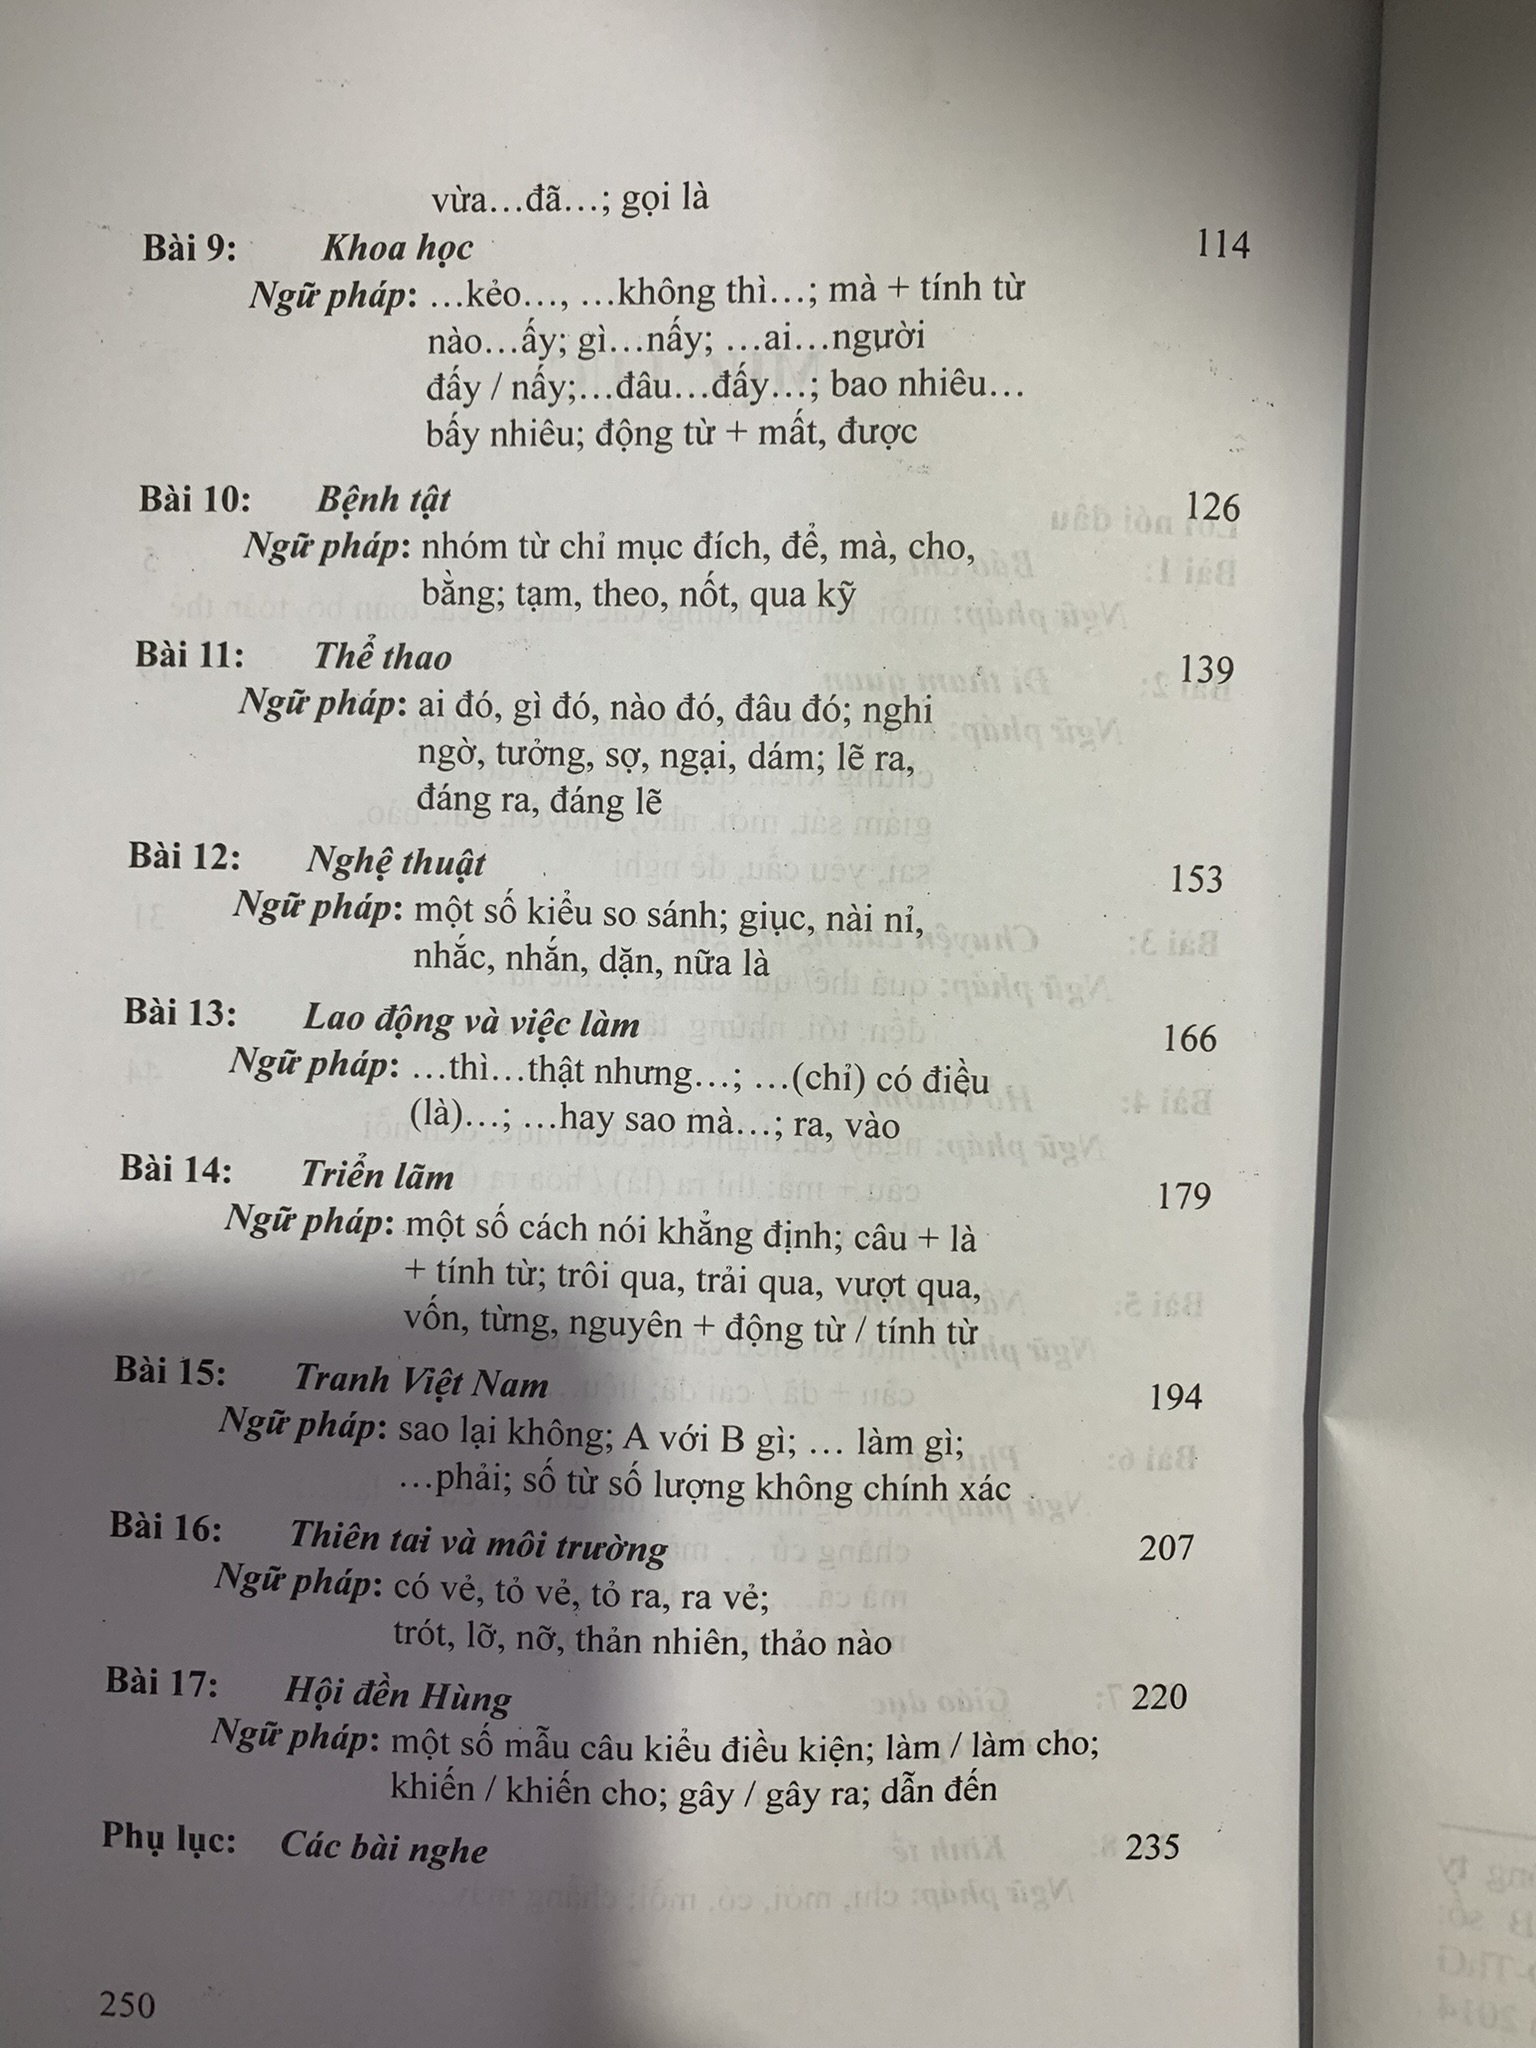 vừa…đã…; gọi là
Bài 9: Khoa học 114
Ngữ pháp: …kẻo…, …không thì…; mà + tính từ
nào…ấy; gì…nấy; …ai…người
đấy / nấy;…đâu…đấy…; bao nhiêu…
bấy nhiêu; động từ + mất, được
Bài 10: Bệnh tật 126
Ngữ pháp: nhóm từ chỉ mục đích, để, mà, cho,
bằng; tạm, theo, nốt, qua kỹ
Bài 11: Thể thao 139
Ngữ pháp: ai đó, gì đó, nào đó, đâu đó; nghi
ngờ, tưởng, sợ, ngại, dám; lẽ ra,
đáng ra, đáng lẽ
Bài 12: Nghệ thuật 153
Ngữ pháp: một số kiểu so sánh; giục, nài nỉ,
nhắc, nhắn, dặn, nữa là
Bài 13: Lao động và việc làm 166
Ngữ pháp: …thì…thật nhưng…; …(chỉ) có điều
(là)…; …hay sao mà…; ra, vào
Bài 14: Triển lãm 179
Ngữ pháp: một số cách nói khẳng định; câu + là
+ tính từ; trôi qua, trải qua, vượt qua,
vốn, từng, nguyên + động từ / tính từ
Bài 15: Tranh Việt Nam 194
Ngữ pháp: sao lại không; A với B gì; … làm gì;
…phải; số từ số lượng không chính xác
Bài 16: Thiên tai và môi trường 207
Ngữ pháp: có vẻ, tỏ vẻ, tỏ ra, ra vẻ;
trót, lỡ, nỡ, thản nhiên, thảo nào
Bài 17: Hội đền Hùng 220
Ngữ pháp: một số mẫu câu kiểu điều kiện; làm / làm cho;
khiến / khiến cho; gây / gây ra; dẫn đến
Phụ lục: Các bài nghe 235
250